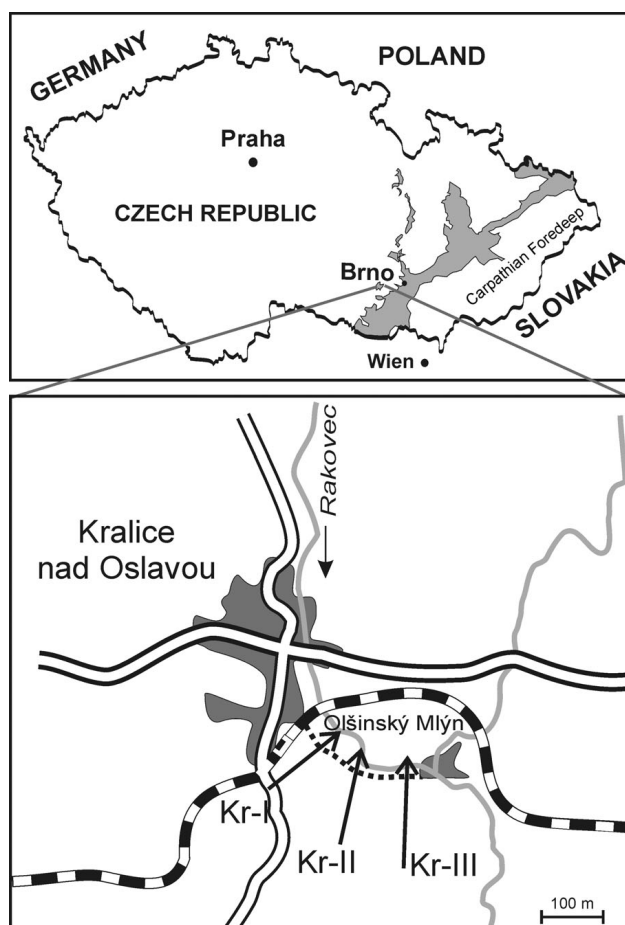 GERMANY
POLAND
Praha
CZECH REPUBLIC
Carpathian Foredeep
Brno
SLOVAKIA
Wien
Rakovec
Kralice
nad Oslavou
Olšinský Mlýn
Kr-I
Kr-II
Kr-III
100 m